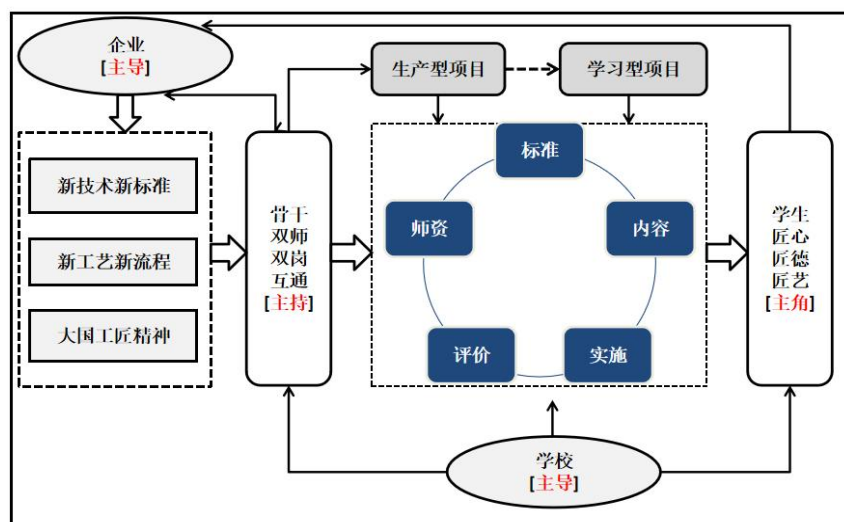 企业
[主导]
生产型项目
学习型项目
新技术新标准
新工艺新流程
大国工匠精神
骨干
双师
双岗
互通
[主持]
标准
师资
内容
评价
实施
学生
匠心
匠德
匠艺
[主角]
学校
[主导]